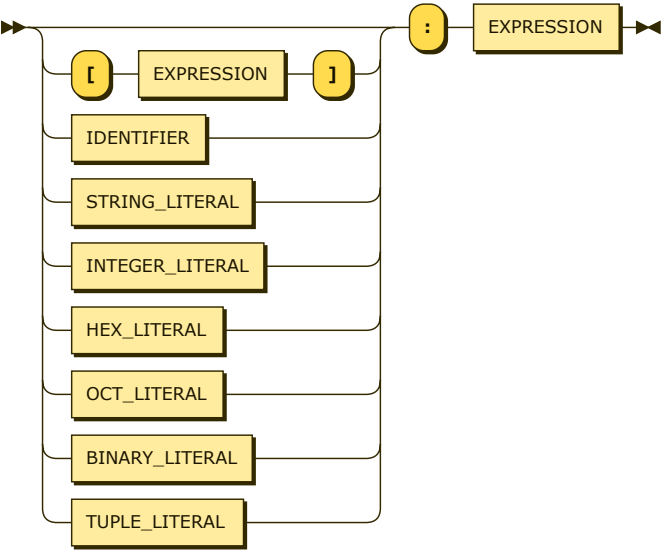 : EXPRESSION
[ EXPRESSION ]
IDENTIFIER
STRING_LITERAL
INTEGER_LITERAL
HEX_LITERAL
OCT_LITERAL
BINARY_LITERAL
TUPLE_LITERAL